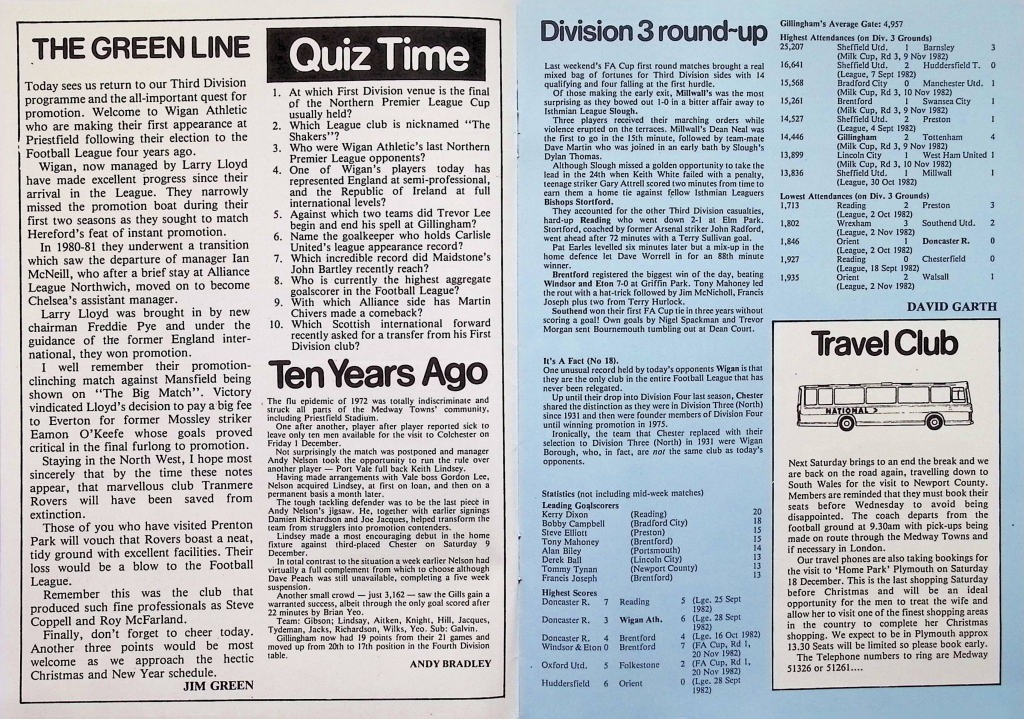 THE GREEN LINE
Today sees us return to our Third Division
programme and the all-important quest for
promotion. Welcome to Wigan Athletic
who are making their first appearance at
Priestfield following their election to the
Football League four years ago.
Wigan, now managed by Larry Lloyd
have made excellent progress since their
arrival in the League. They narrowly
missed the promotion boat during their
first two seasons as they sought to match
Hereford's feat of instant promotion.
In 1980-81 they underwent a transition
which saw the departure of manager Ian
McNeill, who after a brief stay at Alliance
League Northwich, moved on to become
Chelsea's assistant manager.
Larry Lloyd was brought in by new
chairman Freddie Pye and under the
guidance of the former England inter-
national, they won promotion.
I well remember their promotion-
clinching match against Mansfield being
shown on "The Big Match". Victory
vindicated Lloyd's decision to pay a big fee
to Everton for former Mossley striker
Eamon O'Keefe whose goals proved
critical in the final furlong to promotion.
Staying in the North West, I hope most
sincerely that by the time these notes
appear, that marvellous club Tranmere
Rovers will have been saved from
extinction.
Those of you who have visited Prenton
Park will vouch that Rovers boast a neat,
tidy ground with excellent facilities. Their
loss would be a blow to the Football
League.
Remember this was the club that
produced such fine professionals as Steve
Coppell and Roy McFarland.
Finally, don't forget to cheer today.
Another three points would be most
welcome as we approach the hectic
Christmas and New Year schedule.
JIM GREEN
Quiz Time
1. At which First Division venue is the final
of the Northern Premier League Cup
usually held?
2. Which League club is nicknamed "The
Shakers"?
3. Who were Wigan Athletic's last Northern
Premier League opponents?
4. One of Wigan's players today has
represented England at semi-professional,
and the Republic of Ireland at full
international levels?
5. Against which two teams did Trevor Lee
begin and end his spell at Gillingham?
6. Name the goalkeeper who holds Carlisle
United's league appearance record?
7. Which incredible record did Maidstone's
John Bartley recently reach?
8. Who is currently the highest aggregate
goalscorer in the Football League?
9. With which Alliance side has Martin
Chivers made a comeback?
10. Which Scottish international forward
recently asked for a transfer from his First
Division club?
Ten Years Ago
The flu epidemic of 1972 was totally indiscriminate and
struck all parts of the Medway Towns' community,
including Priestfield Stadium.
One after another, player after player reported sick to
leave only ten men available for the visit to Colchester on
Friday 1 December.
Not surprisingly the match was postponed and manager
Andy Nelson took the opportunity to run the rule over
another player — Port Vale full back Keith Lindsey.
Having made arrangements with Vale boss Gordon Lee,
Nelson acquired Lindsey, at first on loan, and then on a
permanent basis a month later.
The tough tackling defender was to be the last piece in
Andy Nelson's jigsaw. He, together with earlier signings
Damien Richardson and Joe Jacques, helped transform the
team from strugglers into promotion contenders.
Lindsey made a most encouraging debut in the home
fixture against third-placed Chester on Saturday 9
December.
In total contrast to the situation a week earlier Nelson had
virtually a full complement from which to choose although
Dave Peach was still unavailable, completing a five week
suspension.
Another small crowd — just 3,162 — saw the Gills gain a
warranted success, albeit through the only goal scored after
22 minutes by Brian Yeo.
Team: Gibson; Lindsay, Aitken, Knight, Hill, Jacques,
Tydeman, Jacks, Richardson, Wilks, Yeo. Sub: Galvin.
Gillingham now had 19 points from their 21 games and
moved up from 20th to 17th position in the Fourth Division
table.
ANDY BRADLEY
Division 3 round-up
Last weekend's FA Cup first round matches brought a real
mixed bag of fortunes for Third Division sides with 14
qualifying and four falling at the first hurdle.
Of those making the early exit, Millwall's was the most
surprising as they bowed out 1-0 in a bitter affair away to
Isthmian League Slough.
Three players received their marching orders while
violence erupted on the terraces. Millwall's Dean Neal was
the first to go in the 15th minute, followed by team-mate
Dave Martin who was joined in an early bath by Slough's
Dylan Thomas.
Although Slough missed a golden opportunity to take the
lead in the 24th when Keith White failed with a penalty,
teenage striker Gary Attrell scored two minutes from time to
earn them a home tie against fellow Isthmian Leaguers
Bishops Stortford.
They accounted for the other Third Division casualties,
hard-up Reading who went down 2-1 at Elm Park.
Stortford, coached by former Arsenal striker John Radford,
went ahead after 72 minutes with a Terry Sullivan goal.
Pat Earles levelled six minutes later but a mix-up in the
home defence let Dave Worrell in for an 88th minute
winner.
Brentford registered the biggest win of the day, beating
Windsor and Eton 7-0 at Griffin Park. Tony Mahoney led
the rout with a hat-trick followed by Jim McNicholl, Francis
Joseph plus two from Terry Hurlock.
Southend won their first FA Cup tie in three years without
scoring a goal! Own goals by Nigel Spackman and Trevor
Morgan sent Bournemouth tumbling out at Dean Court.
It's A Fact (No 18).
One unusual record held by today's opponents Wigan is that
they are the only club in the entire Football League that has
never been relegated.
Up until their drop into Division Four last season, Chester
shared the distinction as they were in Division Three (North)
since 1931 and then were founder members of Division Four
until winning promotion in 1975.
Ironically, the team that Chester replaced with their
selection to Division Three (North) in 1931 were Wigan
Borough, who, in fact, are not the same club as today's
opponents.
Statistics (not including mid-week matches)
Leading Goalscorers
Kerry Dixon (Reading) 20
Bobby Campbell (Bradford City) 18
Steve Elliott (Preston) 15
Tony Mahoney (Brentford) 15
Alan Biley (Portsmouth) 14
Derek Ball (Lincoln City) 13
Tommy Tynan (Newport County) 13
Francis Joseph (Brentford) 13
Highest Scores
Doncaster R. 7 Reading 5 (Lge. 25 Sept
1982)
Doncaster R. 3 Wigan Ath. 6 (Lge. 28 Sept
1982)
Doncaster R. 4 Brentford 4 (Lge. 16 Oct 1982)
Windsor & Eton 0 Brentford 7 (FA Cup, Rd 1,
20 Nov 1982)
Oxford Utd. 5 Folkestone 2 (FA Cup, Rd 1,
20 Nov 1982)
Huddersfield 6 Orient 0 (Lge. 28 Sept
1982)
Gillingham's Average Gate: 4,957
Highest Attendances (on Div. 3 Grounds)
25,207 Sheffield Utd. 1 Barnsley 3
(Milk Cup, Rd 3, 9 Nov 1982)
16,641 Sheffield Utd. 2 Huddersfield T. 0
(League, 7 Sept 1982)
15,568 Bradford City 0 Manchester Utd. 1
(Milk Cup, Rd 3, 10 Nov 1982)
15,261 Brentford 1 Swansea City 1
(Milk Cup, Rd 3, 9 Nov 1982)
14,527 Sheffield Utd. 2 Preston 1
(League, 4 Sept 1982)
14,446 Gillingham 2 Tottenham 4
(Milk Cup, Rd 3, 9 Nov 1982)
13,899 Lincoln City 1 West Ham United 1
(Milk Cup, Rd 3, 10 Nov 1982)
13,836 Sheffield Utd. 1 Millwall 1
(League, 30 Oct 1982)
Lowest Attendances (on Div. 3 Grounds)
1,713 Reading 2 Preston 3
(League, 2 Oct 1982)
1,802 Wrexham 3 Southend Utd. 2
(League, 2 Nov 1982)
1,846 Orient 1 Doncaster R. 0
(League, 2 Oct 1982)
1,927 Reading 0 Chesterfield 0
(League, 18 Sept 1982)
1,935 Orient 2 Walsall 1
(League, 2 Nov 1982)
DAVID GARTH
Travel Club
NATIONAL
Next Saturday brings to an end the break and we
are back on the road again, travelling down to
South Wales for the visit to Newport County.
Members are reminded that they must book their
seats before Wednesday to avoid being
disappointed. The coach departs from the
football ground at 9.30am with pick-ups being
made on route through the Medway Towns and
if necessary in London.
Our travel phones are also taking bookings for
the visit to 'Home Park' Plymouth on Saturday
18 December. This is the last shopping Saturday
before Christmas and will be an ideal
opportunity for the men to treat the wife and
allow her to visit one of the finest shopping areas
in the country to complete her Christmas
shopping. We expect to be in Plymouth approx
13.30 Seats will be limited so please book early.
The Telephone numbers to ring are Medway
51326 or 51261....